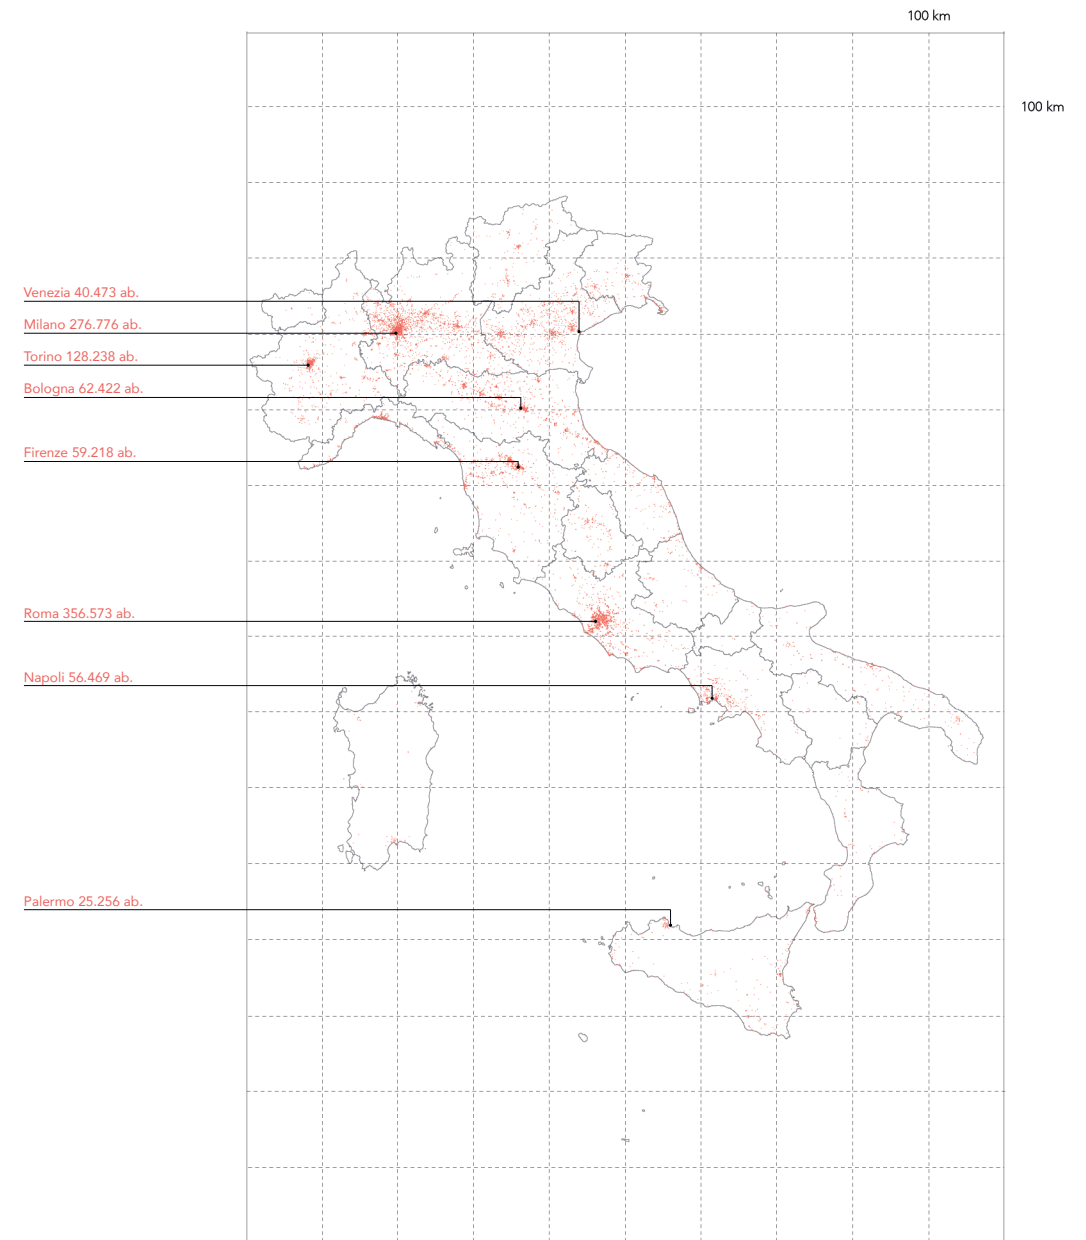 100 km
100 km
Venezia 40.473 ab.
Milano 276.776 ab.
Torino 128.238 ab.
Bologna 62.422 ab.
Firenze 59.218 ab.
Roma 356.573 ab.
Napoli 56.469 ab.
Palermo 25.256 ab.